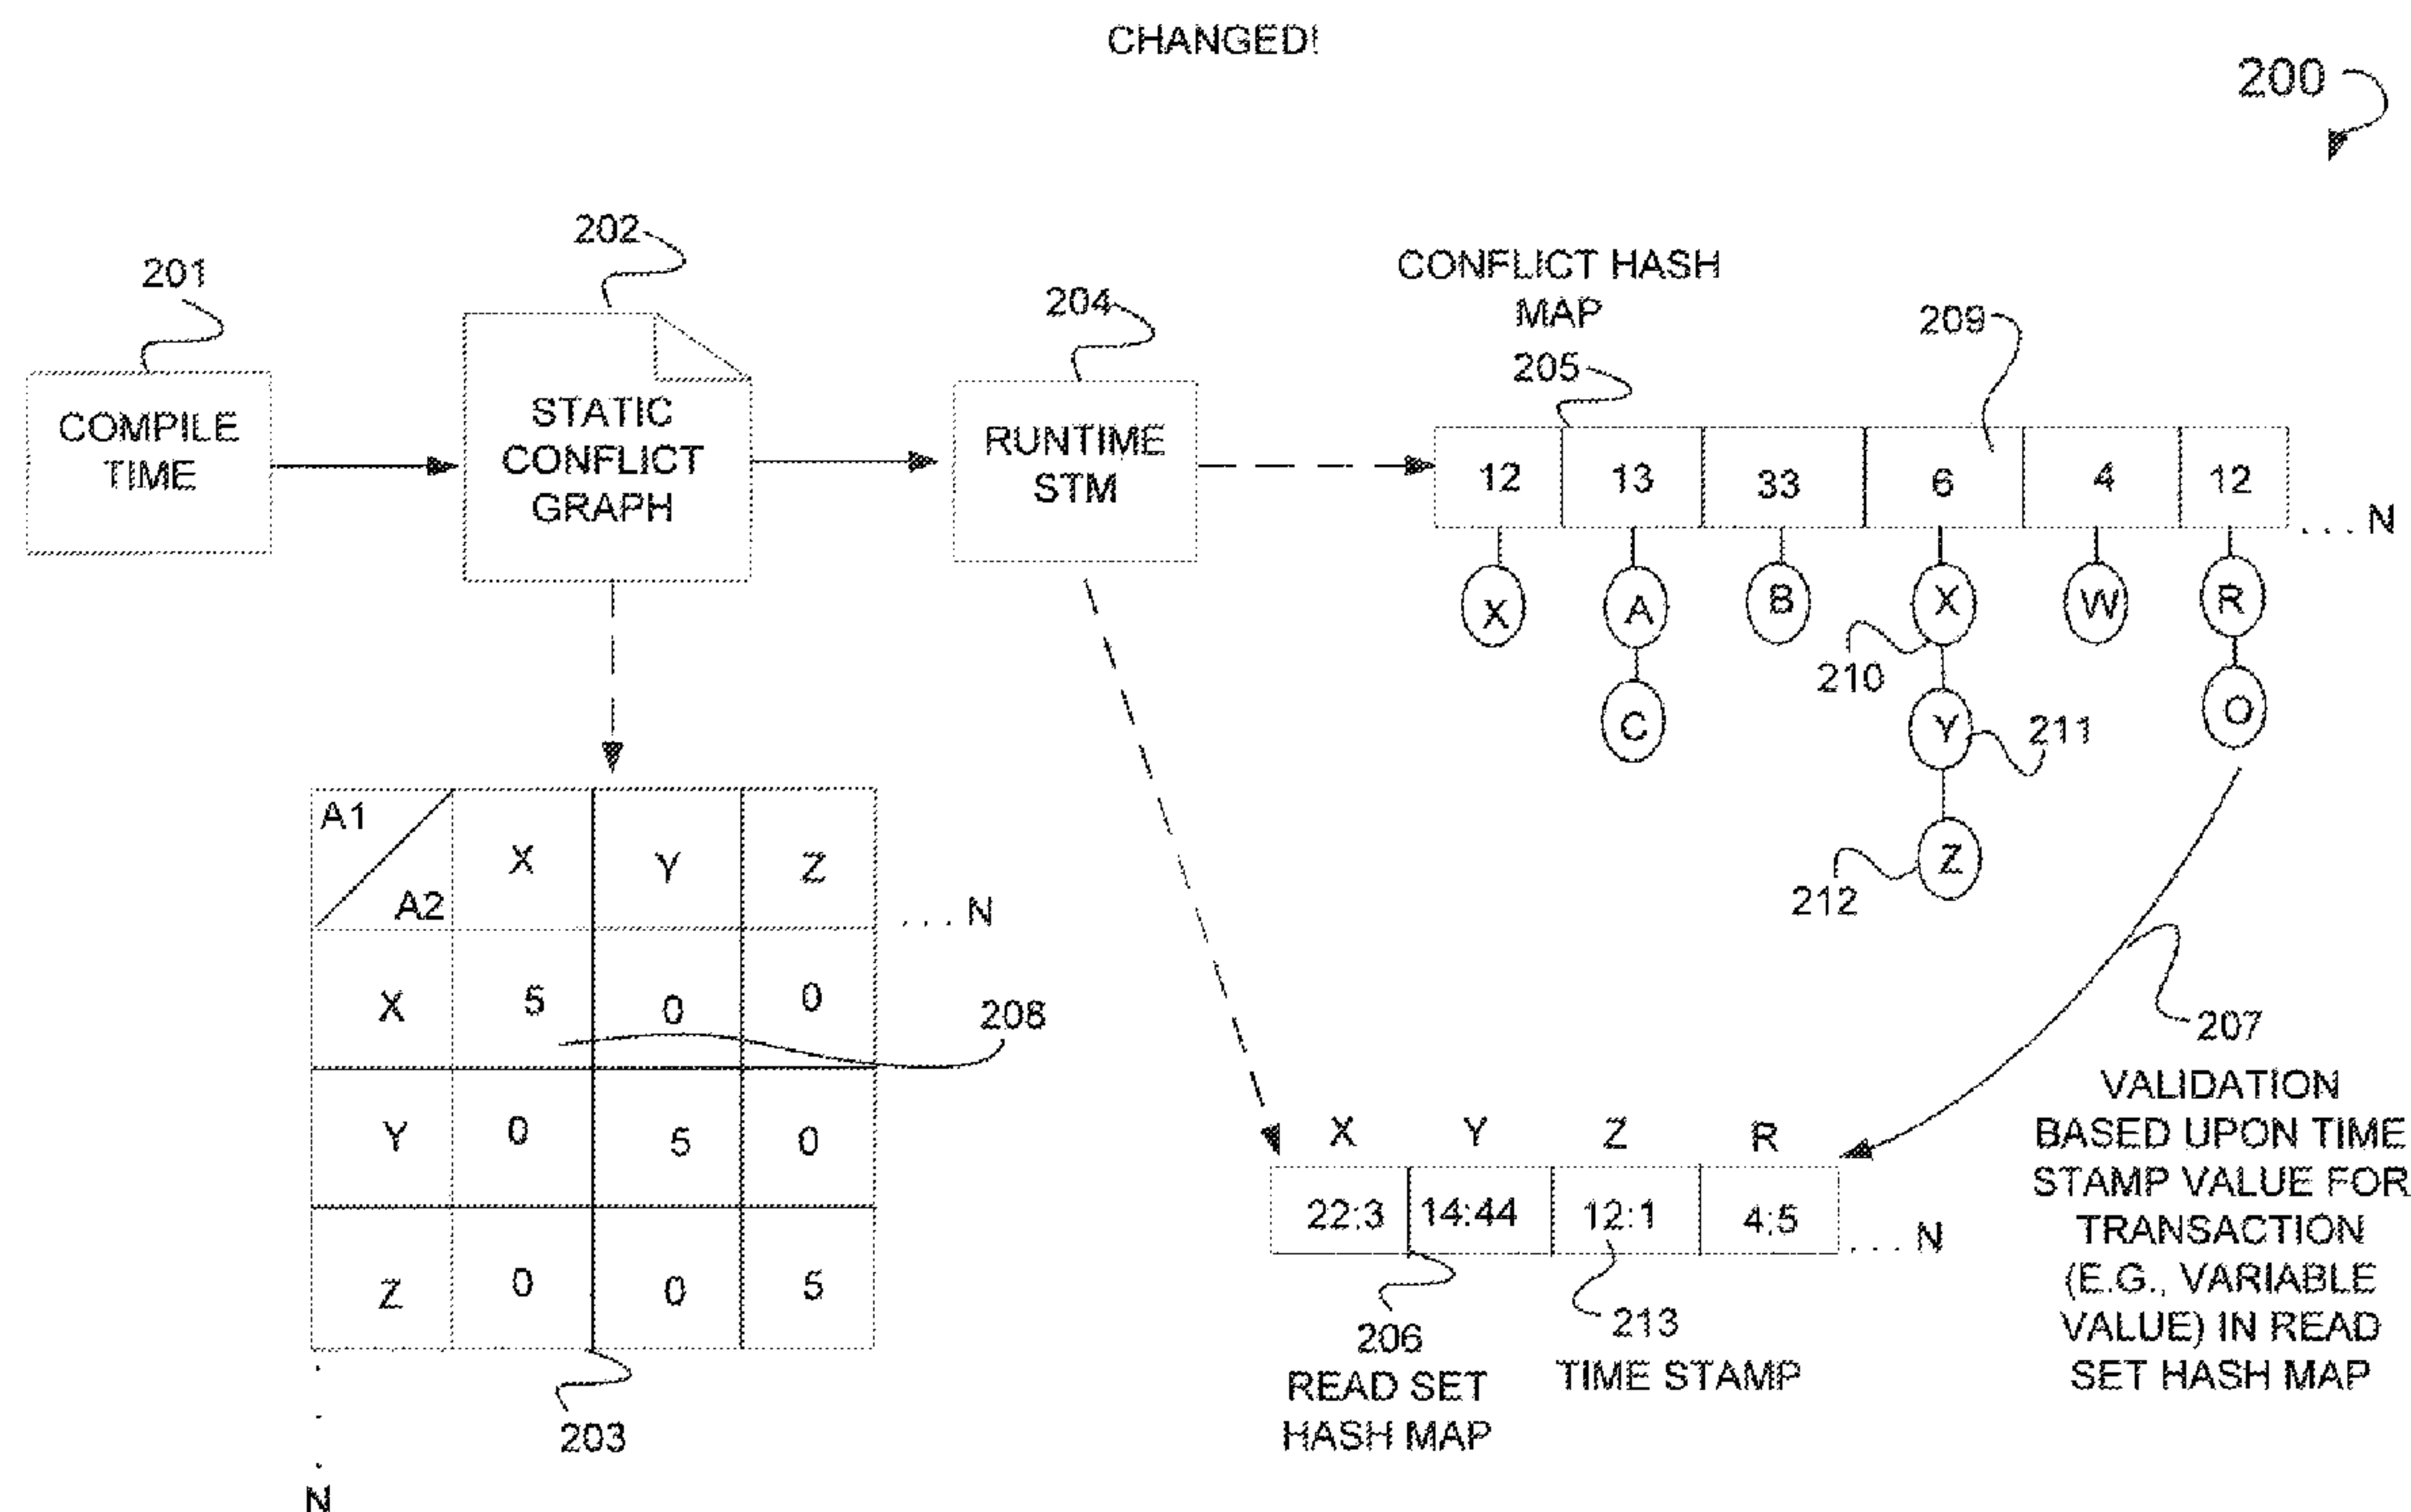 CHANGED!
200
201
COMPILE
TIME
202
STATIC
CONFLICT
GRAPH
204
RUNTIME
STM
CONFLICT HASH
MAP
205
209
12 13 33 6 4 12
. . . N
X A B X W R
210
C Y O
211
Z
212
A1
A2
X Y Z
. . . N
X 5 0 0
208
Y 0 5 0
Z 0 0 5
203
N
207
VALIDATION
BASED UPON TIME
STAMP VALUE FOR
TRANSACTION
(E.G., VARIABLE
VALUE) IN READ
SET HASH MAP
X Y Z R
22:3 14:44 12:1 4:5
. . . N
206
READ SET
HASH MAP
213
TIME STAMP